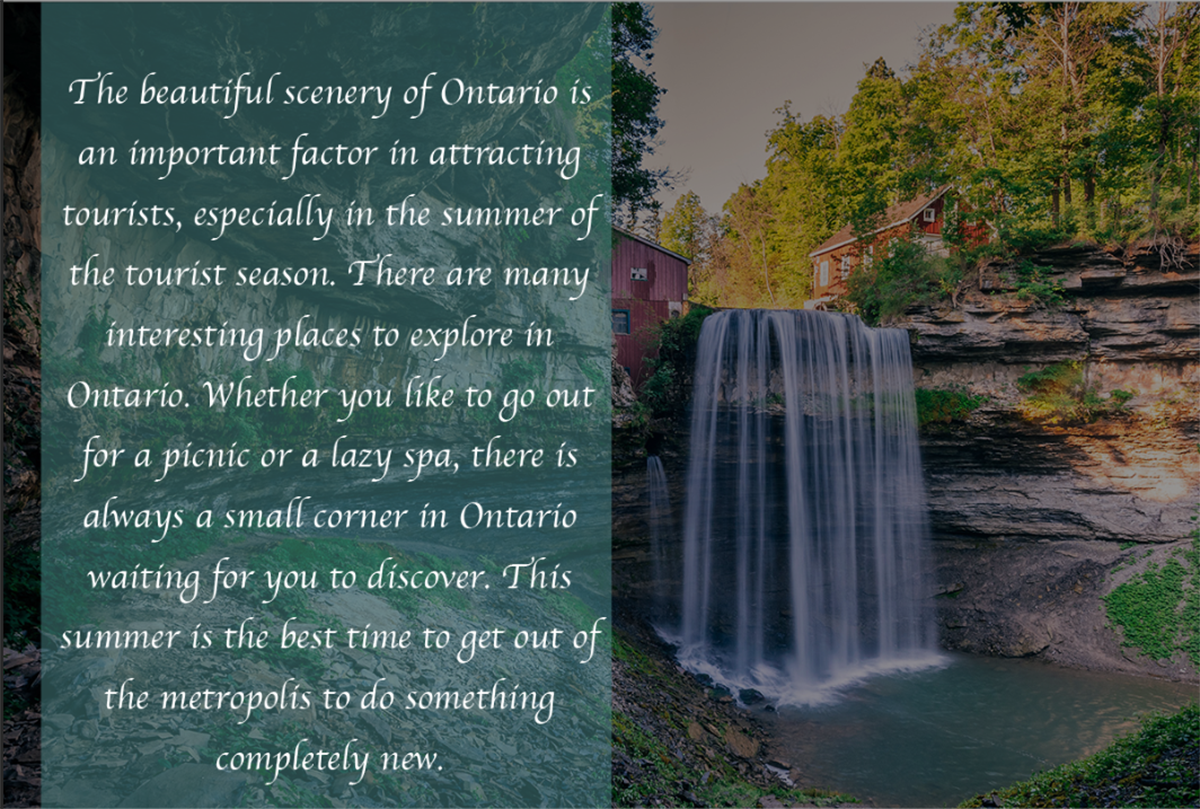 The beautiful scenery of Ontario is
an important factor in attracting
tourists, especially in the summer of
the tourist season. There are many
interesting places to explore in
Ontario. Whether you like to go out
for a picnic or a lazy spa, there is
always a small corner in Ontario
waiting for you to discover. This
summer is the best time to get out of
the metropolis to do something
completely new.